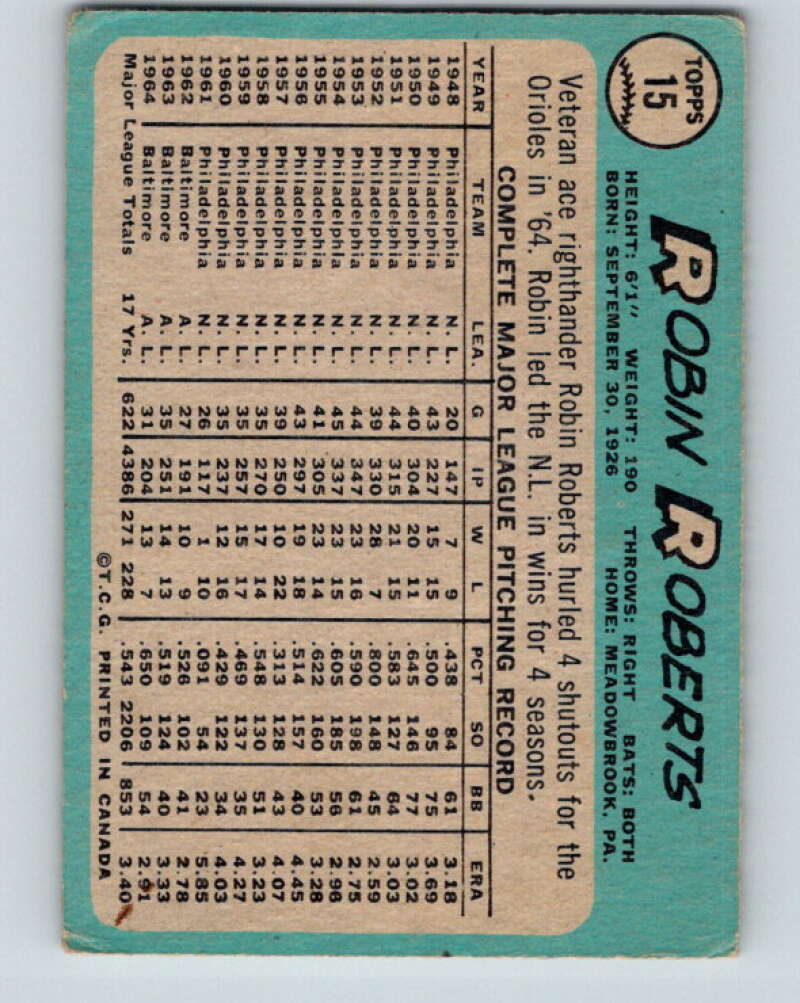 TOPPS
15
ROBIN ROBERTS
HEIGHT: 6'1" WEIGHT: 190 THROWS: RIGHT BATS: BOTH
BORN: SEPTEMBER 30, 1926 HOME: MEADOWBROOK, PA.
Veteran ace righthander Robin Roberts hurled 4 shutouts for the
Orioles in '64. Robin led the N.L. in wins for 4 seasons.
COMPLETE MAJOR LEAGUE PITCHING RECORD
YEAR TEAM LEA. G IP W L PCT SO BB ERA
1948 Philadelphia N. L. 20 147 7 9 .438 84 61 3.18
1949 Philadelphia N. L. 43 227 15 15 .500 95 75 3.69
1950 Philadelphia N. L. 40 304 20 11 .645 146 77 3.02
1951 Philadelphia N. L. 44 315 21 15 .583 127 64 3.03
1952 Philadelphia N. L. 39 330 28 7 .800 148 45 2.59
1953 Philadelphia N. L. 44 347 23 16 .590 198 61 2.75
1954 Philadelphia N. L. 45 337 23 15 .605 185 56 2.96
1955 Philadelphia N. L. 41 305 23 14 .622 160 53 3.28
1956 Philadelphia N. L. 43 297 19 18 .514 157 40 4.45
1957 Philadelphia N. L. 39 250 10 22 .313 128 43 4.07
1958 Philadelphia N. L. 35 270 17 14 .548 130 51 3.23
1959 Philadelphia N. L. 35 257 15 17 .469 137 35 4.27
1960 Philadelphia N. L. 35 237 12 16 .429 122 34 4.03
1961 Philadelphia N. L. 26 117 1 10 .091 54 23 5.85
1962 Baltimore A. L. 27 191 10 9 .526 102 41 2.78
1963 Baltimore A. L. 35 251 14 13 .519 124 40 3.33
1964 Baltimore A. L. 31 204 13 7 .650 109 54 2.91
Major League Totals 17 Yrs. 622 4386 271 228 .543 2206 853 3.40
©T.C.G. PRINTED IN CANADA